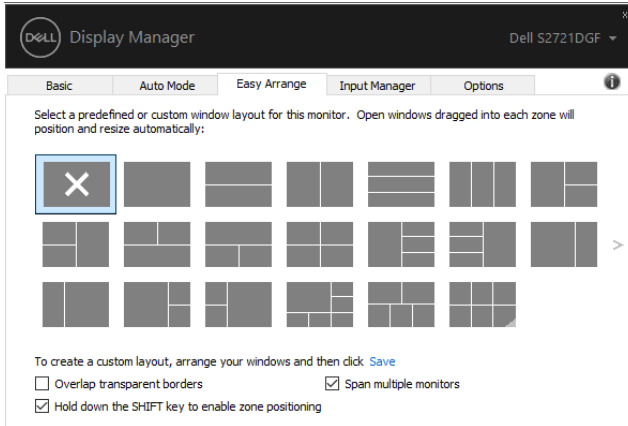 DELL Display Manager
Dell S2721DGF
Basic Auto Mode Easy Arrange Input Manager Options
Select a predefined or custom window layout for this monitor. Open windows dragged into each zone will
position and resize automatically:
To create a custom layout, arrange your windows and then click Save
Overlap transparent borders
Span multiple monitors
Hold down the SHIFT key to enable zone positioning